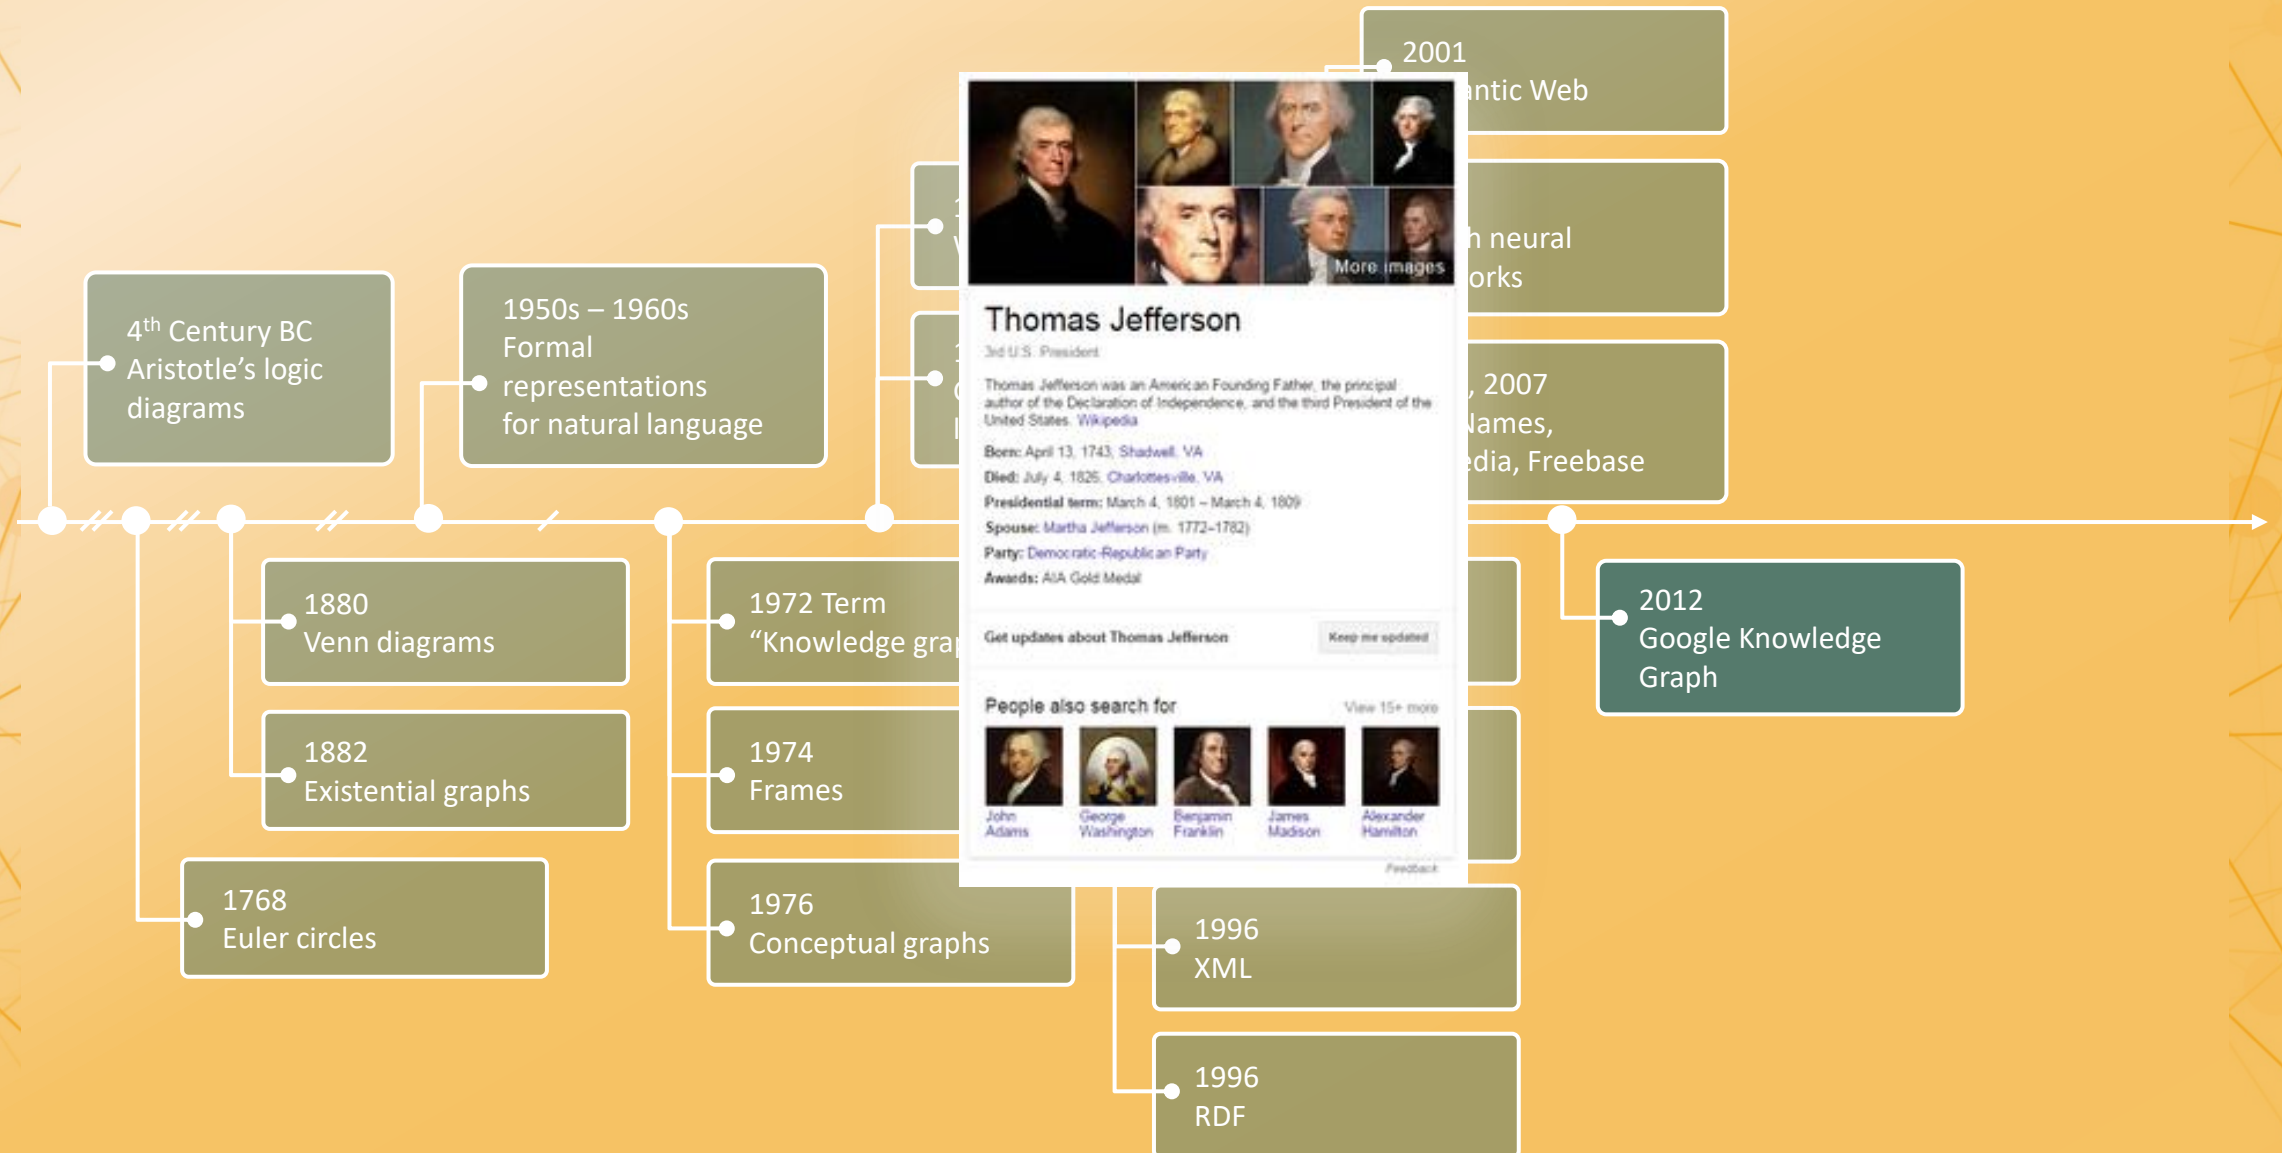 4th Century BC
Aristotle’s logic
diagrams
1768
Euler circles
1880
Venn diagrams
1882
Existential graphs
1950s – 1960s
Formal
representations
for natural language
1972 Term
“Knowledge
1974
Frames
1976
Conceptual graphs
More images
Thomas Jefferson
3rd U.S. President
Thomas Jefferson was an American Founding Father, the principal
author of the Declaration of Independence, and the third President of the
United States. Wikipedia
Born: April 13, 1743, Shadwell, VA
Died: July 4, 1826, Charlottesville, VA
Presidential term: March 4, 1801 – March 4, 1809
Spouse: Martha Jefferson (m. 1772–1782)
Party: Democratic-Republican Party
Awards: AIA Gold Medal
Get updates about Thomas Jefferson
Keep me updated
People also search for
View 15+ more
John
Adams
George
Washington
Benjamin
Franklin
James
Madison
Alexander
Hamilton
Feedback
1996
XML
1996
RDF
2001
Web
neural
2007
Freebase
2012
Google Knowledge
Graph